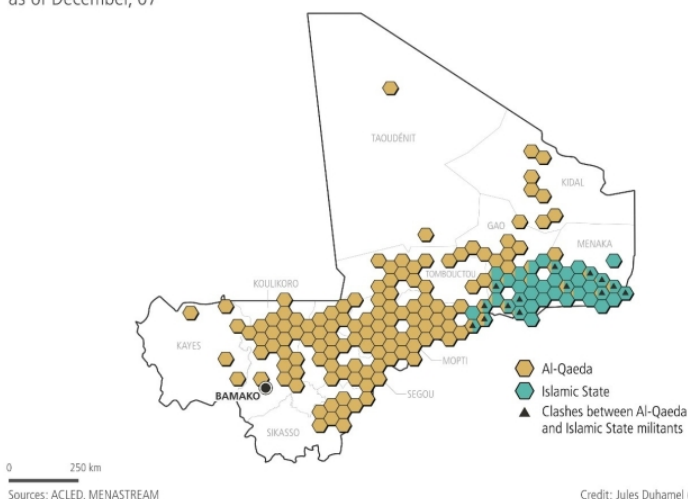 as of December, 07
TAOUDÉNIT
KIDAL
GAO
MENAKA
TOMBOUCTOU
KOULIKORO
KAYES
MOPTI
SEGOU
BAMAKO
SIKASSO
Al-Qaeda
Islamic State
Clashes between Al-Qaeda
and Islamic State militants
0 250 km
Sources: ACLED, MENASTREAM
Credit: Jules Duhamel